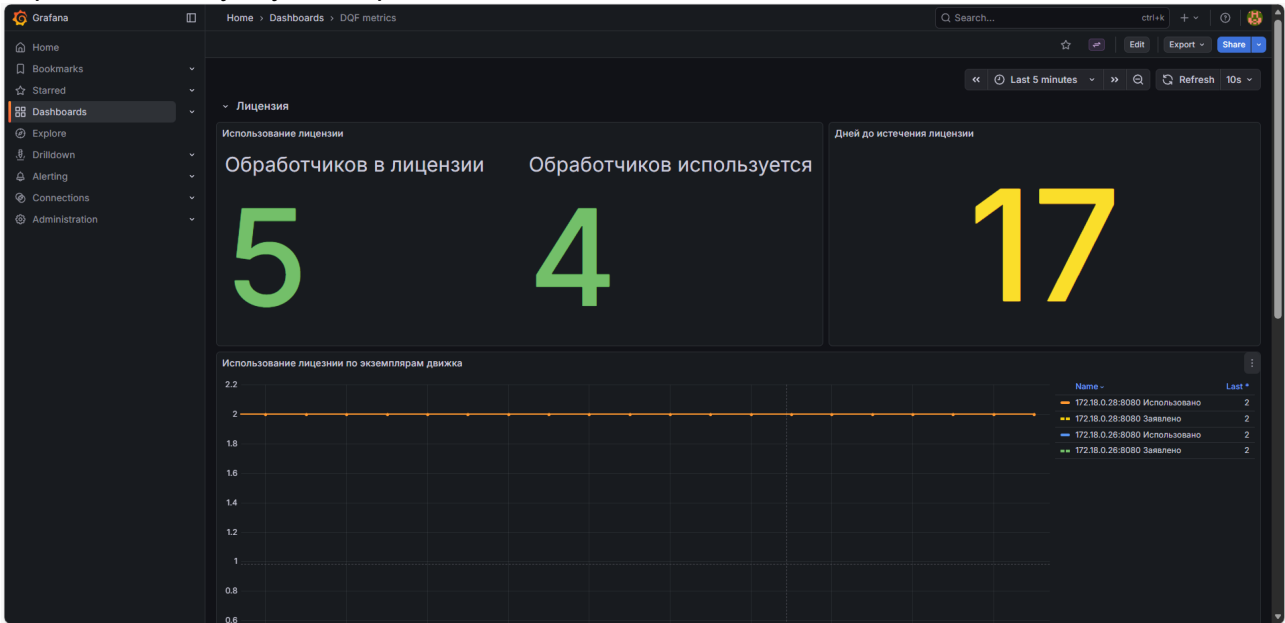 Grafana
Home › Dashboards › DQF metrics
Search...
ctrl+k
Home
Bookmarks
Starred
Dashboards
Explore
Drilldown
Alerting
Connections
Administration
Edit
Export
Share
Last 5 minutes
Refresh
10s
Лицензия
Использование лицензии
Обработчиков в лицензии
5
Обработчиков используется
4
Дней до истечения лицензии
17
Использование лицезнии по экземплярам движка
2.2
2
1.8
1.6
1.4
1.2
1
0.8
0.6
Name
Last *
172.18.0.28:8080 Использовано 2
172.18.0.28:8080 Заявлено 2
172.18.0.26:8080 Использовано 2
172.18.0.26:8080 Заявлено 2